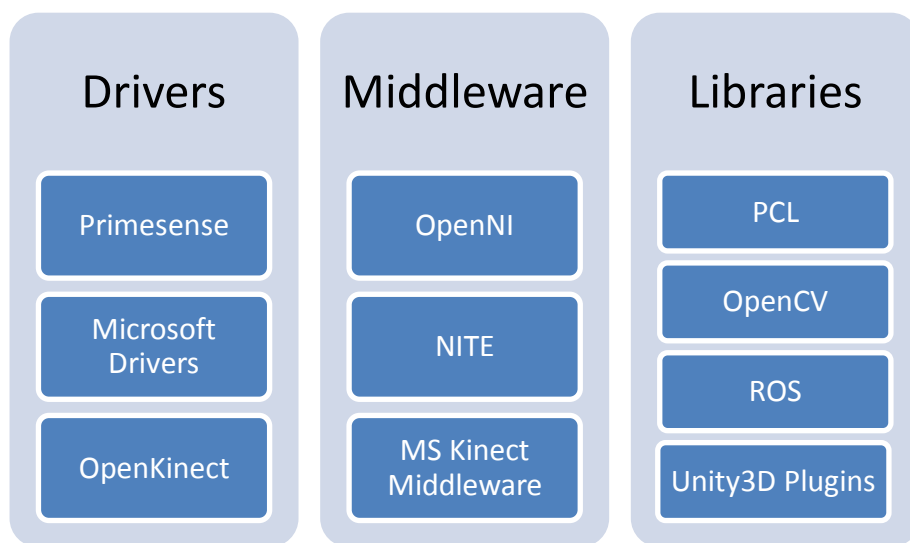 Drivers
Primesense
Microsoft
Drivers
OpenKinect
Middleware
OpenNI
NITE
MS Kinect
Middleware
Libraries
PCL
OpenCV
ROS
Unity3D Plugins